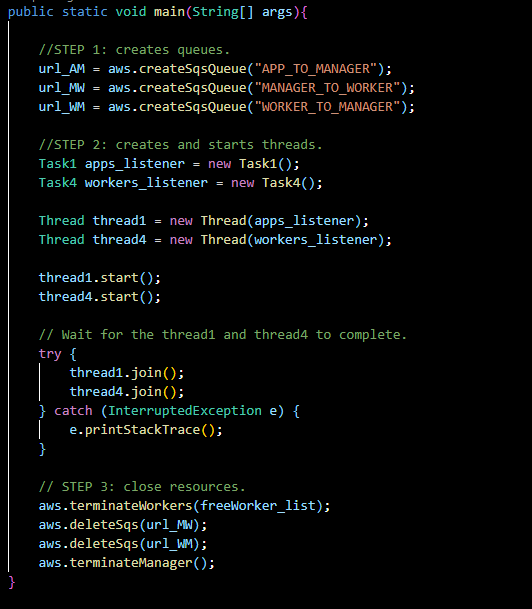 public static void main(String[] args){
//STEP 1: creates queues.
url_AM = aws.createSqsQueue("APP_TO_MANAGER");
url_MW = aws.createSqsQueue("MANAGER_TO_WORKER");
url_WM = aws.createSqsQueue("WORKER_TO_MANAGER");
//STEP 2: creates and starts threads.
Task1 apps_listener = new Task1();
Task4 workers_listener = new Task4();
Thread thread1 = new Thread(apps_listener);
Thread thread4 = new Thread(workers_listener);
thread1.start();
thread4.start();
// Wait for the thread1 and thread4 to complete.
try {
thread1.join();
thread4.join();
} catch (InterruptedException e) {
e.printStackTrace();
}
// STEP 3: close resources.
aws.terminateWorkers(freeWorker_list);
aws.deleteSqs(url_MW);
aws.deleteSqs(url_WM);
aws.terminateManager();
}